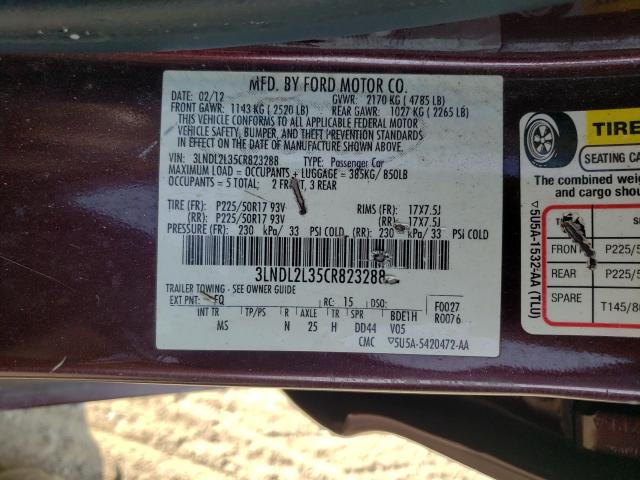 MFD. BY FORD MOTOR CO.
DATE: 02/12 GVWR: 2170 KG ( 4785 LB)
FRONT GAWR: 1143 KG ( 2520 LB) REAR GAWR: 1027 KG ( 2265 LB)
THIS VEHICLE CONFORMS TO ALL APPLICABLE FEDERAL MOTOR
VEHICLE SAFETY, BUMPER, AND THEFT PREVENTION STANDARDS
IN EFFECT ON THE DATE OF MANUFACTURE SHOWN ABOVE.
VIN: 3LNDL2L35CR823288 TYPE: Passenger Car
MAXIMUM LOAD = OCCUPANTS + LUGGAGE = 385KG/ 850LB
OCCUPANTS = 5 TOTAL: 2 FRONT, 3 REAR
TIRE (FR): P225/50R17 93V RIMS (FR): 17X7.5J
(RR): P225/50R17 93V (RR): 17X7.5J
PRESSURE (FR): 230 kPa/ 33 PSI COLD (RR): 230 kPa/ 33 PSI COLD
3LNDL2L35CR823288
TRAILER TOWING - SEE OWNER GUIDE
EXT PNT: FQ RC: 15 DSO: F0027
INT TR TP/PS R AXLE TR SPR BDE1H R0076
MS N 25 H DD44 V05
CMC ▽5U5A-5420472-AA
▽5U5A-1532-AA (TLU)
TIRE
SEATING CA
The combined weig
and cargo shou
FRONT P225/5
REAR P225/5
SPARE T145/80